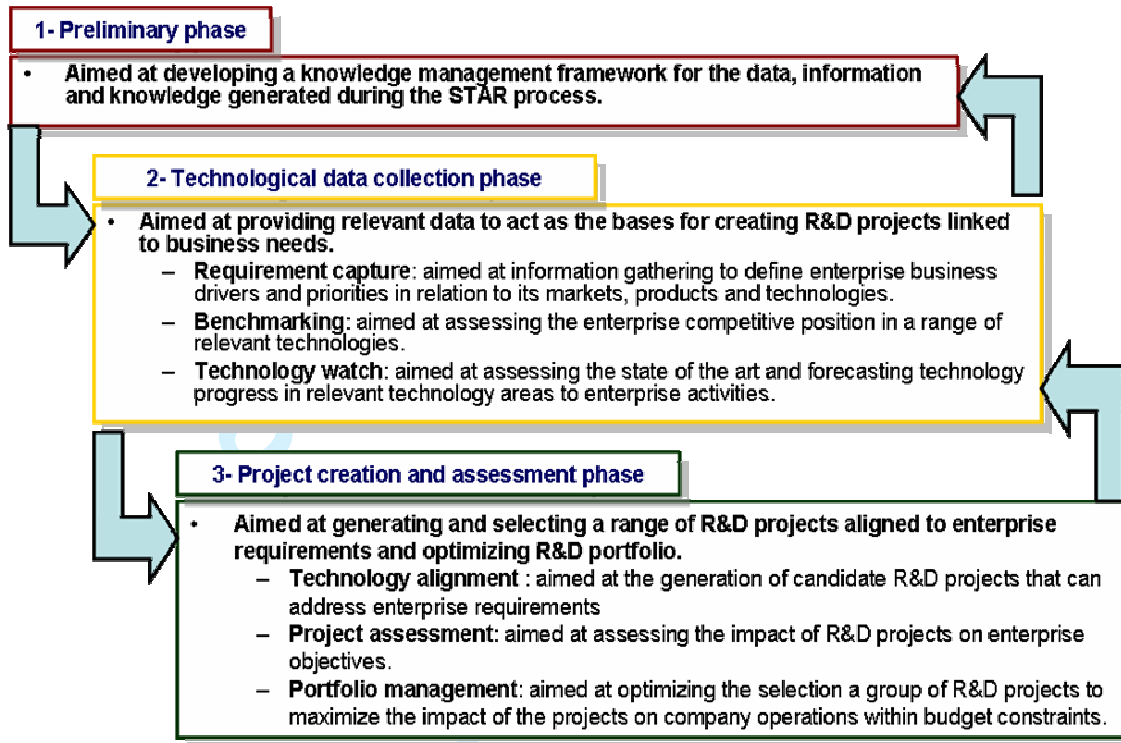 1- Preliminary phase
• Aimed at developing a knowledge management framework for the data, information
and knowledge generated during the STAR process.
2- Technological data collection phase
• Aimed at providing relevant data to act as the bases for creating R&D projects linked
to business needs.
– Requirement capture: aimed at information gathering to define enterprise business
drivers and priorities in relation to its markets, products and technologies.
– Benchmarking: aimed at assessing the enterprise competitive position in a range of
relevant technologies.
– Technology watch: aimed at assessing the state of the art and forecasting technology
progress in relevant technology areas to enterprise activities.
3- Project creation and assessment phase
• Aimed at generating and selecting a range of R&D projects aligned to enterprise
requirements and optimizing R&D portfolio.
– Technology alignment : aimed at the generation of candidate R&D projects that can
address enterprise requirements
– Project assessment: aimed at assessing the impact of R&D projects on enterprise
objectives.
– Portfolio management: aimed at optimizing the selection a group of R&D projects to
maximize the impact of the projects on company operations within budget constraints.